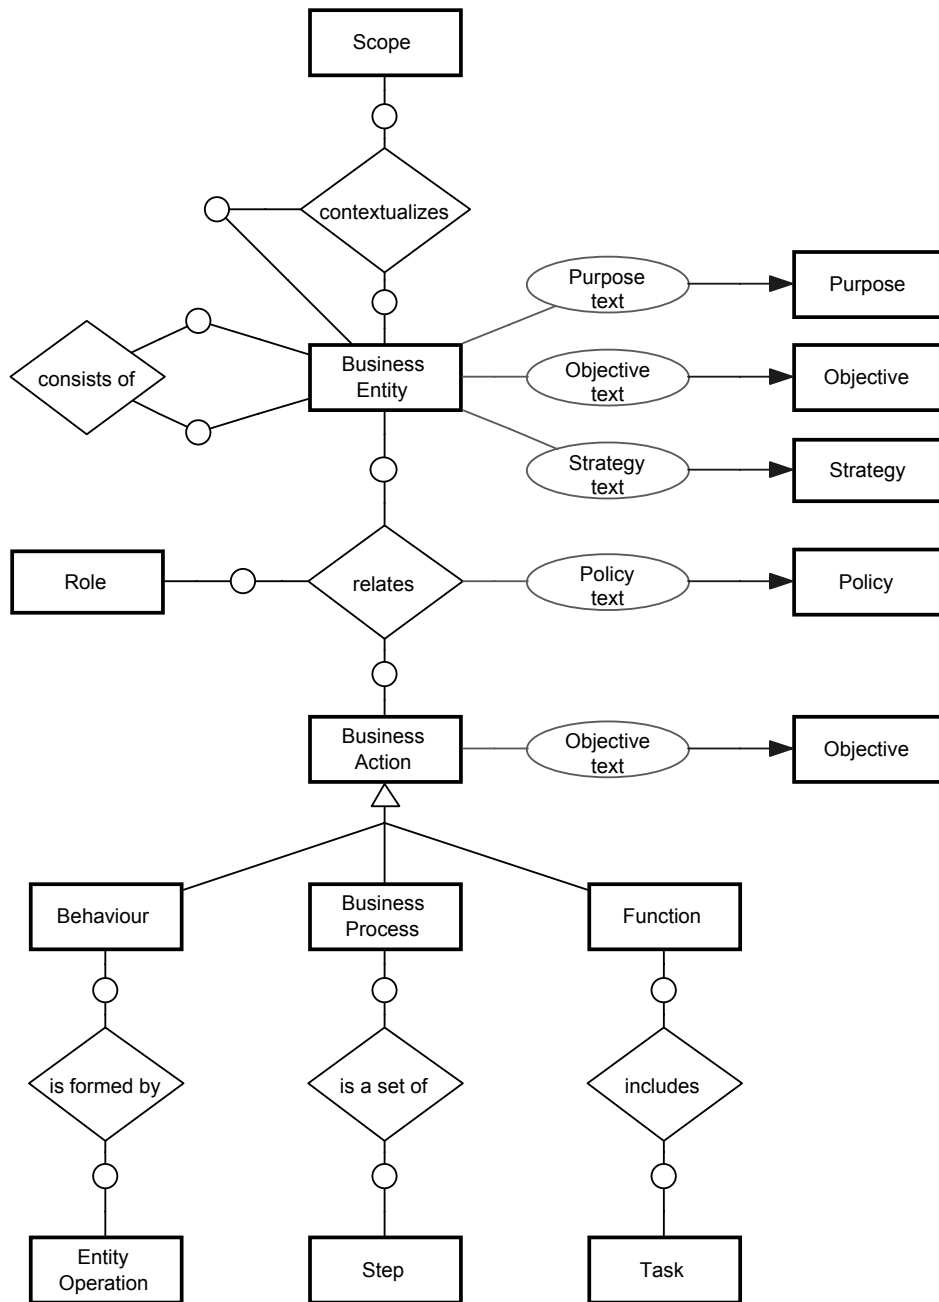 Scope
contextualizes
Purpose
text
Purpose
Business
Entity
Objective
text
Objective
consists of
Strategy
text
Strategy
Role
relates
Policy
text
Policy
Business
Action
Objective
text
Objective
Behaviour
Business
Process
Function
is formed by
is a set of
includes
Entity
Operation
Step
Task